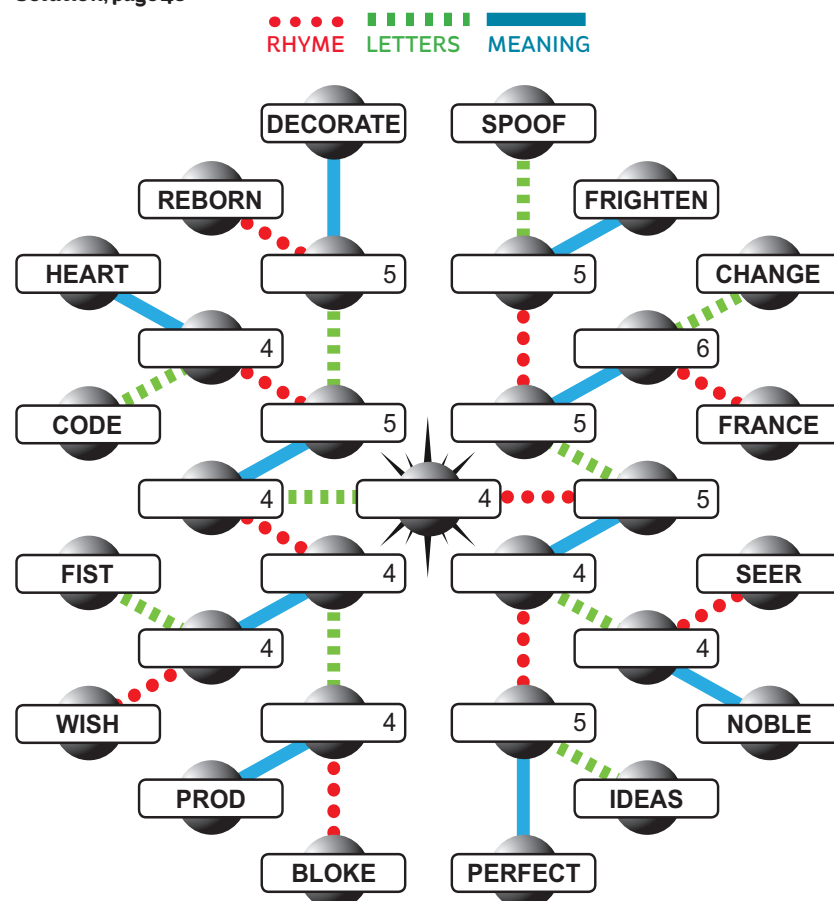 RHYME LETTERS MEANING
DECORATE SPOOF
REBORN FRIGHTEN
HEART 5 5 CHANGE
4 6
CODE 5 5 FRANCE
4 4 5
FIST 4 4 SEER
4 4
WISH 4 5 NOBLE
PROD IDEAS
BLOKE PERFECT